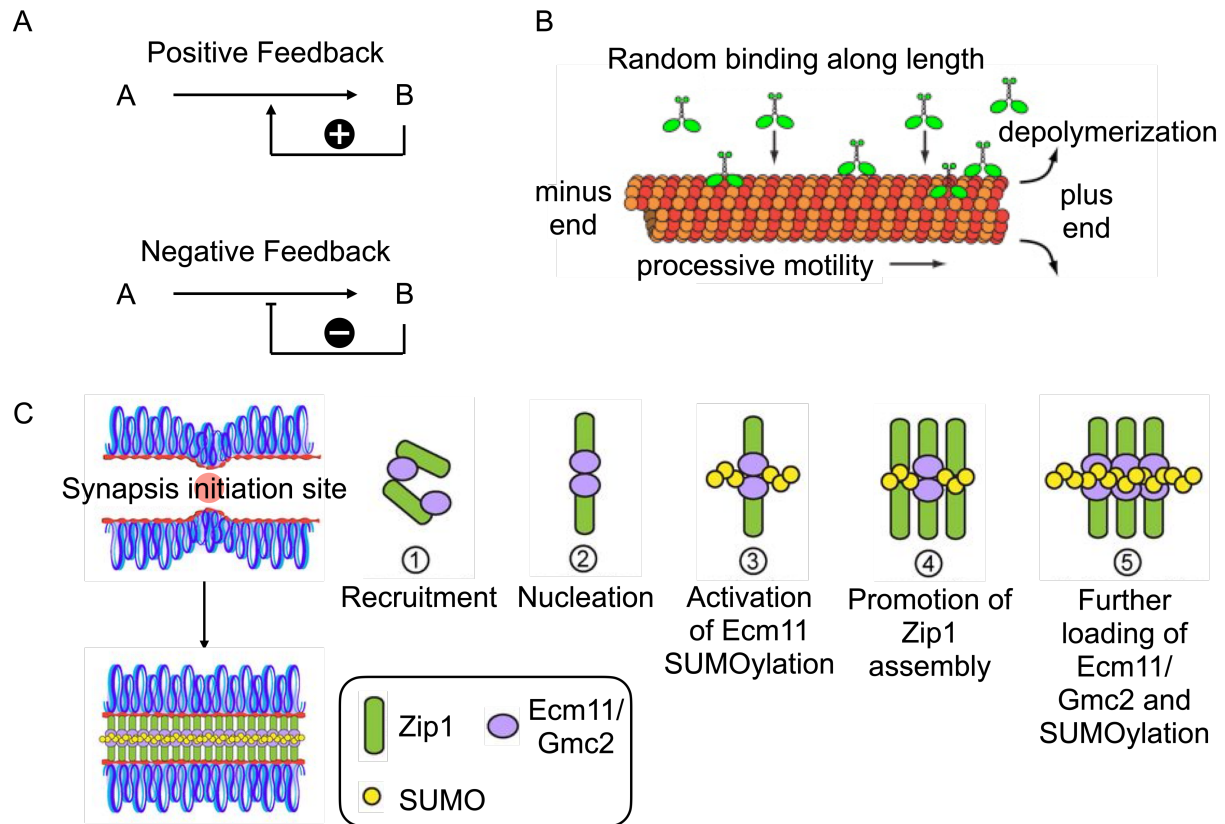 A
Positive Feedback
A
B
+
Negative Feedback
A
B
−
B
Random binding along length
depolymerization
minus
end
plus
end
processive motility
C
Synapsis initiation site
①
Recruitment
②
Nucleation
③
Activation
of Ecm11
SUMOylation
④
Promotion of
Zip1
assembly
⑤
Further
loading of
Ecm11/
Gmc2 and
SUMOylation
Zip1
Ecm11/
Gmc2
SUMO